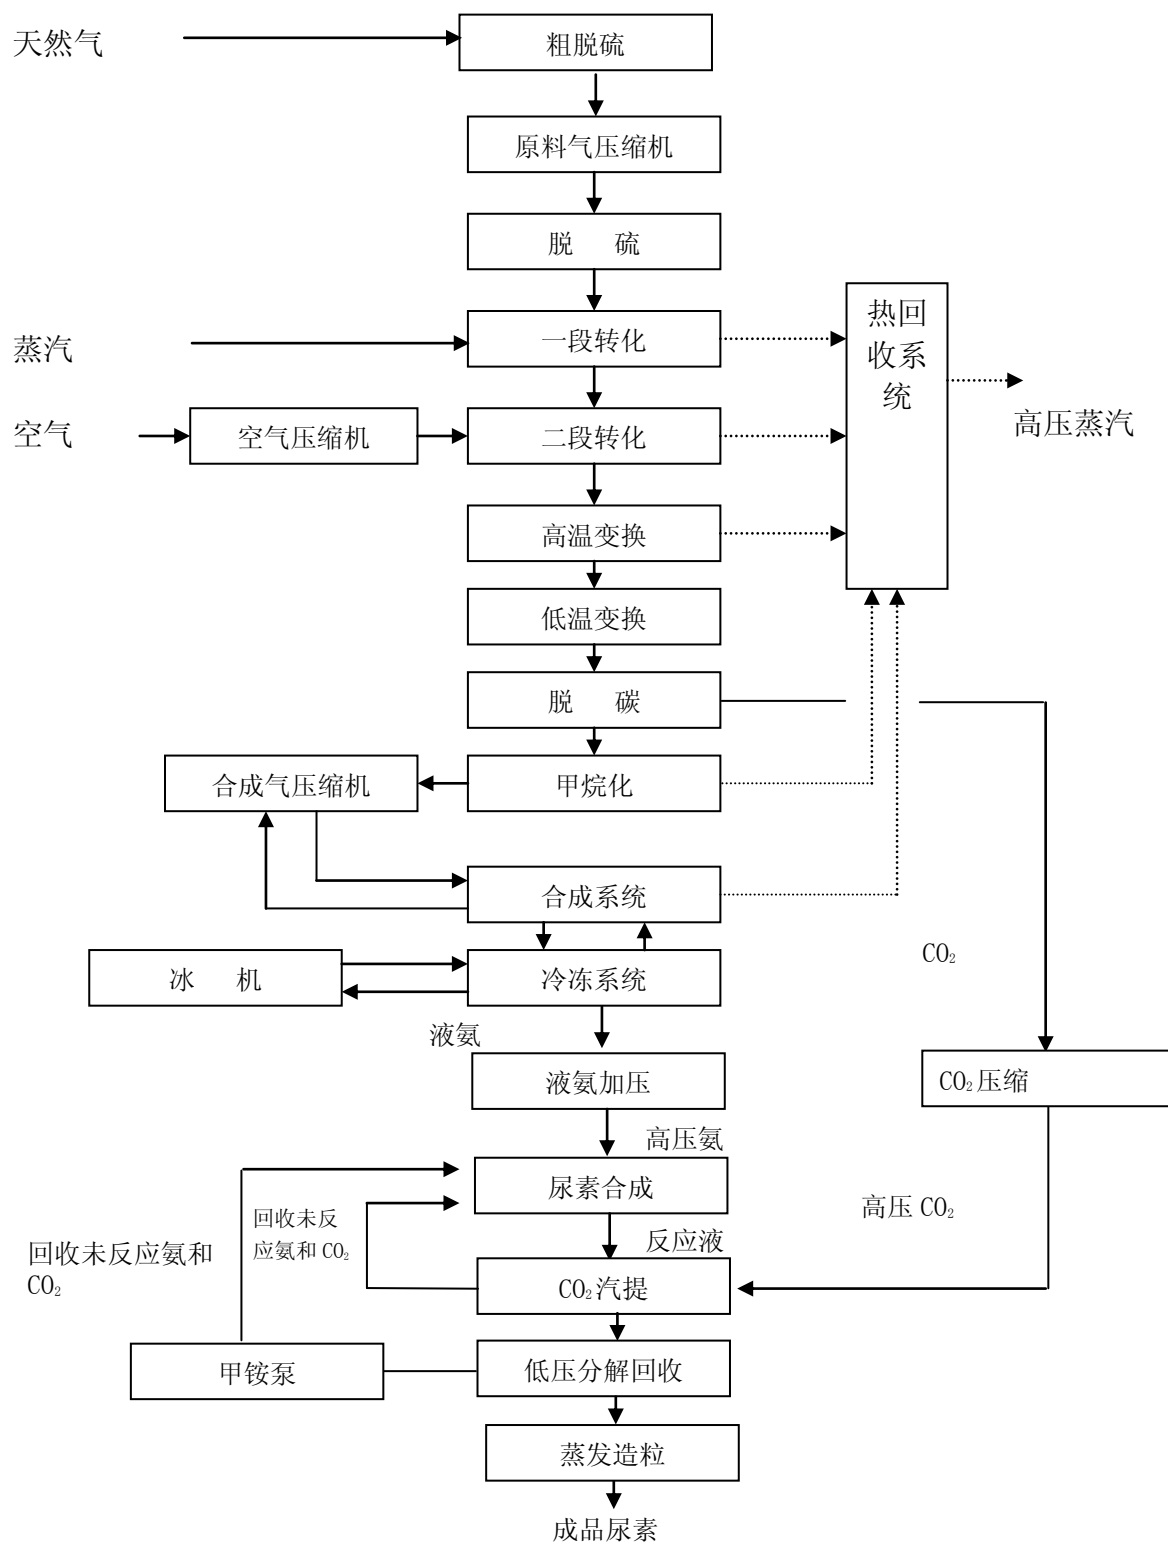 天然气
粗脱硫
原料气压缩机
脱 硫
热回
收系
统
蒸汽
一段转化
高压蒸汽
空气
空气压缩机
二段转化
高温变换
低温变换
脱 碳
合成气压缩机
甲烷化
合成系统
CO₂
冰 机
冷冻系统
液氨
液氨加压
CO₂压缩
高压氨
尿素合成
高压 CO₂
回收未反
应氨和 CO₂
反应液
回收未反应氨和
CO₂
CO₂汽提
甲铵泵
低压分解回收
蒸发造粒
成品尿素